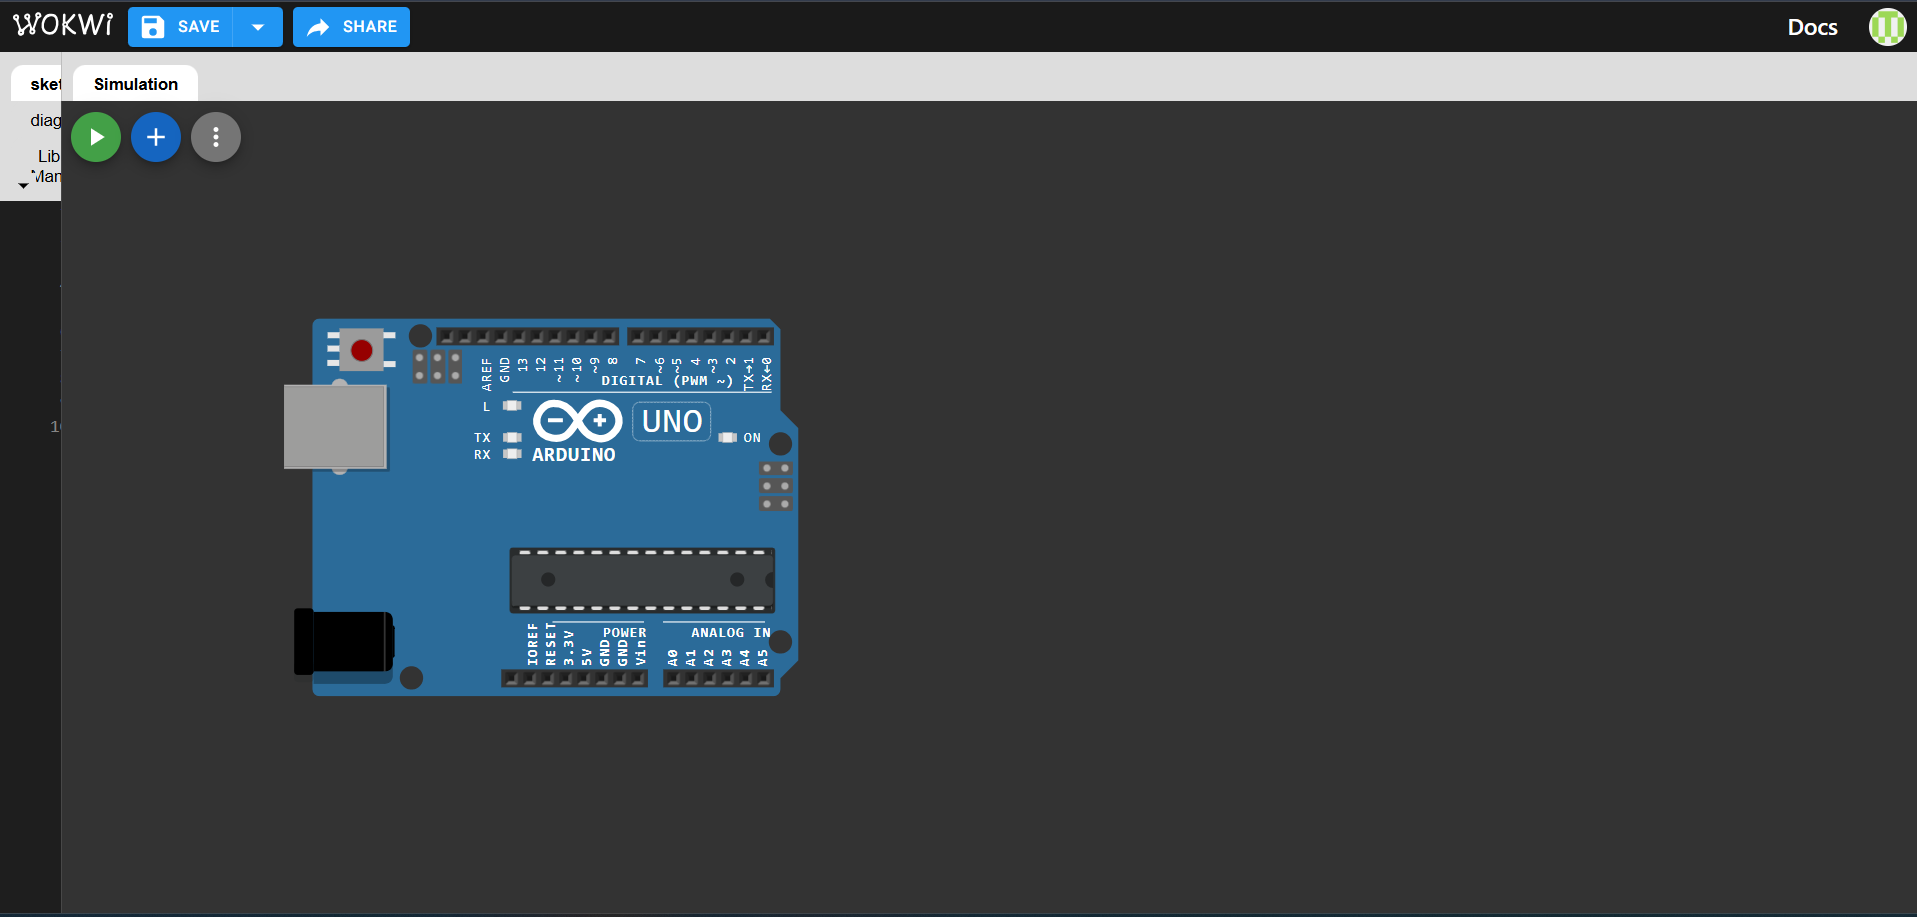 WOKWi SAVE SHARE Docs
sket Simulation
diag
Lib
Man
10
AREF GND 13 12 ~11 ~10 ~9 8 7 ~6 ~5 4 ~3 2 TX→1 RX←0
DIGITAL (PWM ~)
L
UNO
TX ON
RX ARDUINO
POWER ANALOG IN
IOREF RESET 3.3V 5V GND GND Vin A0 A1 A2 A3 A4 A5